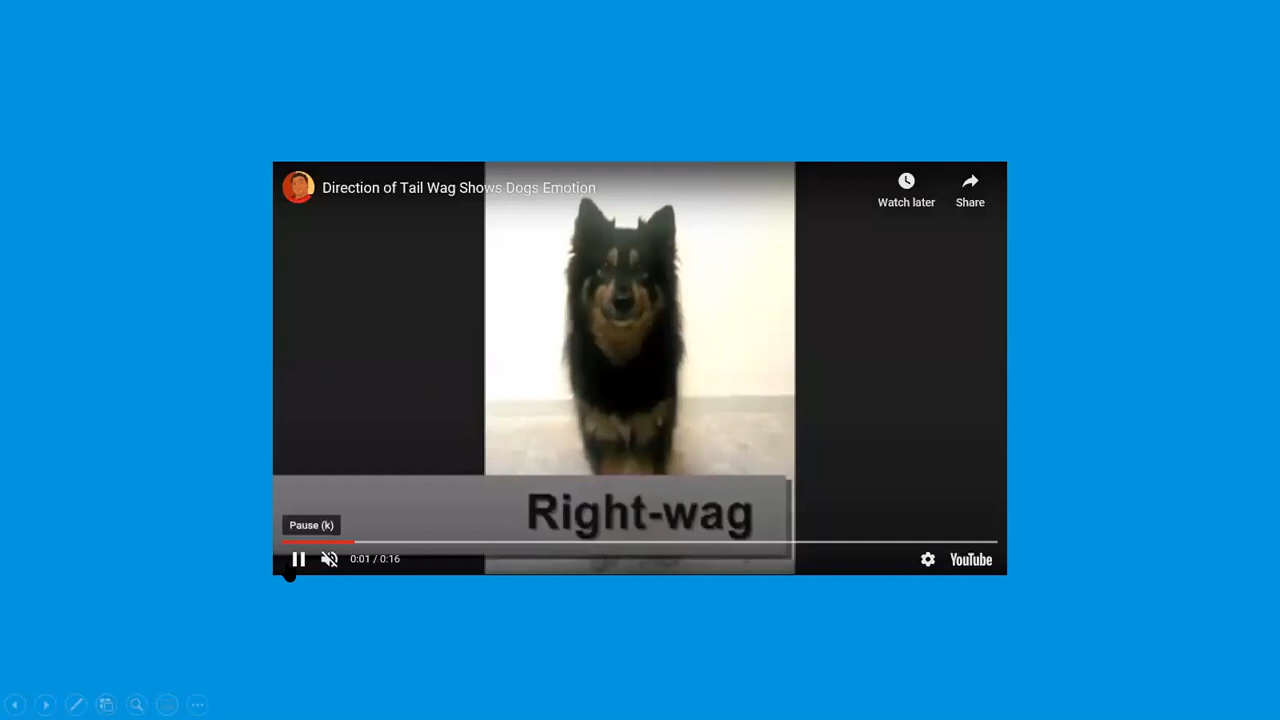 Direction of Tail Wag Shows Dogs Emotion
Watch later
Share
Right-wag
Pause (k)
0:01 / 0:16
YouTube